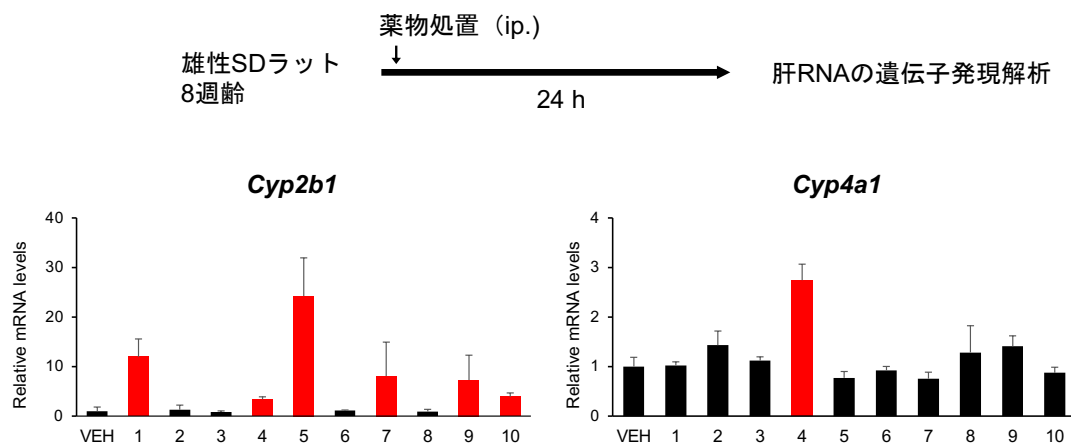 薬物処置（ip.)
雄性SDラット
8週齢
24 h
肝RNAの遺伝子発現解析
Cyp2b1
Relative mRNA levels
40
30
20
10
0
VEH 1 2 3 4 5 6 7 8 9 10
Cyp4a1
Relative mRNA levels
4
3
2
1
0
VEH 1 2 3 4 5 6 7 8 9 10